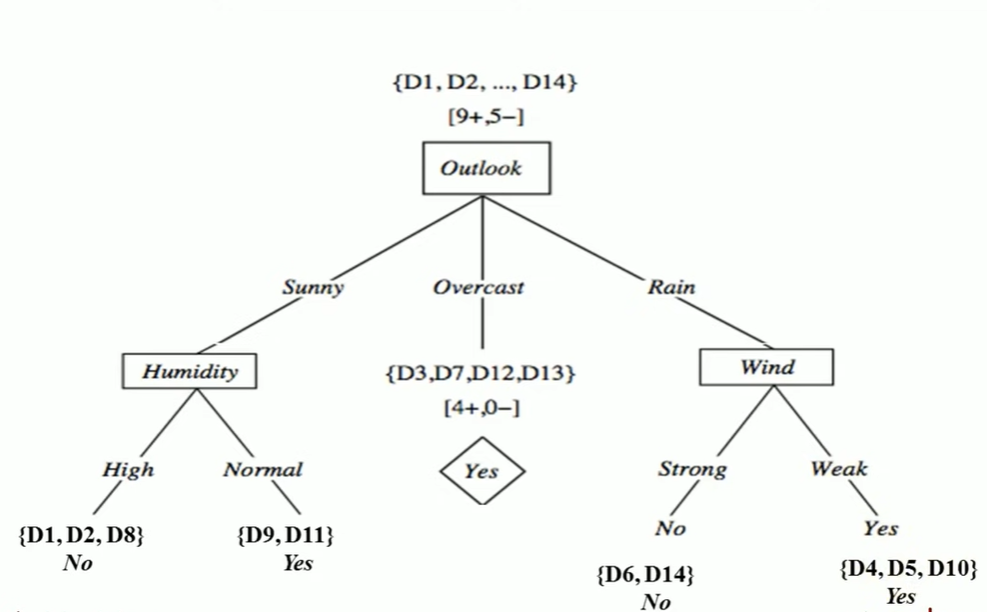 {D1, D2, ..., D14}
[9+,5−]
Outlook
Sunny
Overcast
Rain
Humidity
{D3,D7,D12,D13}
[4+,0−]
Wind
High
Normal
Yes
Strong
Weak
{D1, D2, D8}
No
{D9, D11}
Yes
No
Yes
{D6, D14}
No
{D4, D5, D10}
Yes